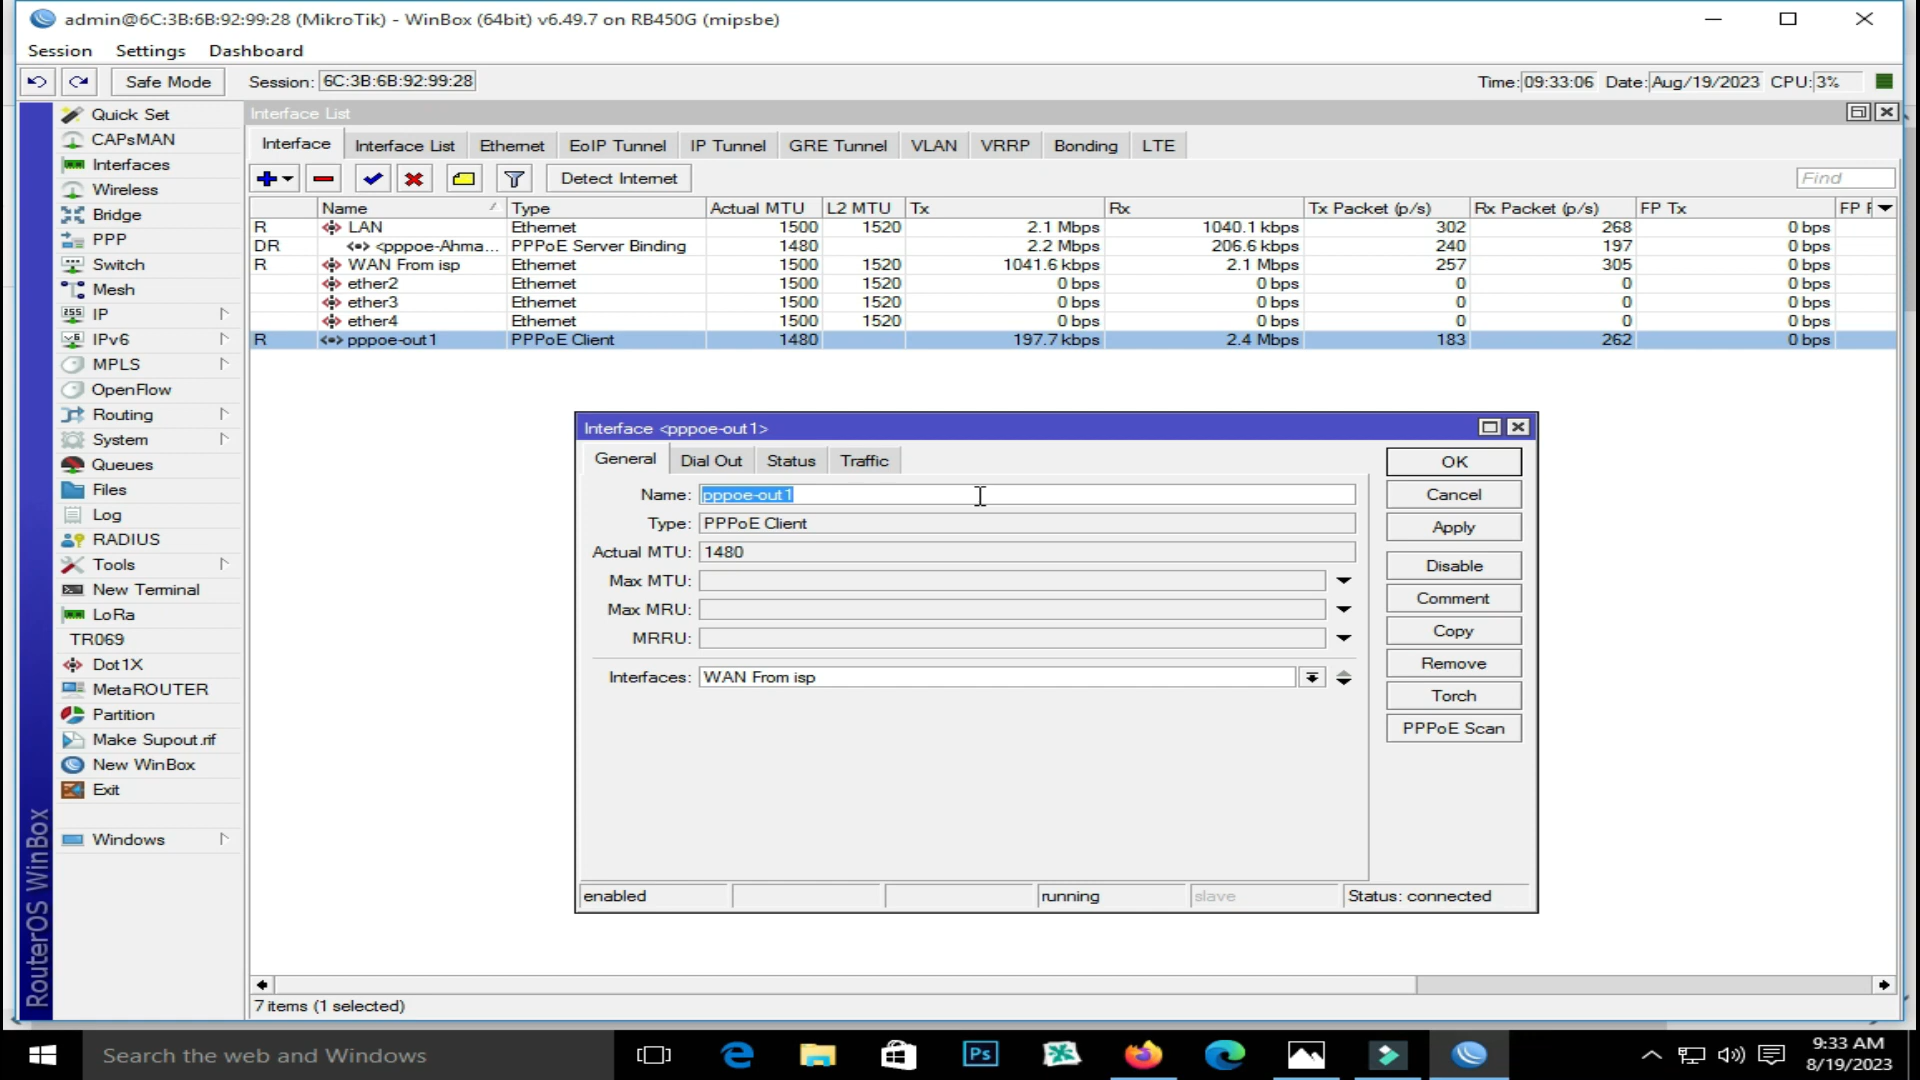 admin@6C:3B:6B:92:99:28 (MikroTik) - WinBox (64bit) v6.49.7 on RB450G (mipsbe)
Session Settings Dashboard
Safe Mode Session: 6C:3B:6B:92:99:28 Time: 09:33:06 Date: Aug/19/2023 CPU: 3%
Quick Set
CAPsMAN
Interfaces
Wireless
Bridge
PPP
Switch
Mesh
IP
IPv6
MPLS
OpenFlow
Routing
System
Queues
Files
Log
RADIUS
Tools
New Terminal
LoRa
TR069
Dot1X
MetaROUTER
Partition
Make Supout.rif
New WinBox
Exit
Windows
RouterOS WinBox
Interface List
Interface Interface List Ethernet EoIP Tunnel IP Tunnel GRE Tunnel VLAN VRRP Bonding LTE
Detect Internet Find
Name Type Actual MTU L2 MTU Tx Rx Tx Packet (p/s) Rx Packet (p/s) FP Tx FP
R LAN Ethernet 1500 1520 2.1 Mbps 1040.1 kbps 302 268 0 bps
DR <pppoe-Ahma... PPPoE Server Binding 1480 2.2 Mbps 206.6 kbps 240 197 0 bps
R WAN From isp Ethernet 1500 1520 1041.6 kbps 2.1 Mbps 257 305 0 bps
ether2 Ethernet 1500 1520 0 bps 0 bps 0 0 0 bps
ether3 Ethernet 1500 1520 0 bps 0 bps 0 0 0 bps
ether4 Ethernet 1500 1520 0 bps 0 bps 0 0 0 bps
R pppoe-out1 PPPoE Client 1480 197.7 kbps 2.4 Mbps 183 262 0 bps
Interface <pppoe-out1>
General Dial Out Status Traffic
Name: pppoe-out1
Type: PPPoE Client
Actual MTU: 1480
Max MTU:
Max MRU:
MRRU:
Interfaces: WAN From isp
OK
Cancel
Apply
Disable
Comment
Copy
Remove
Torch
PPPoE Scan
enabled running slave Status: connected
7 items (1 selected)
Search the web and Windows
Ps
9:33 AM
8/19/2023